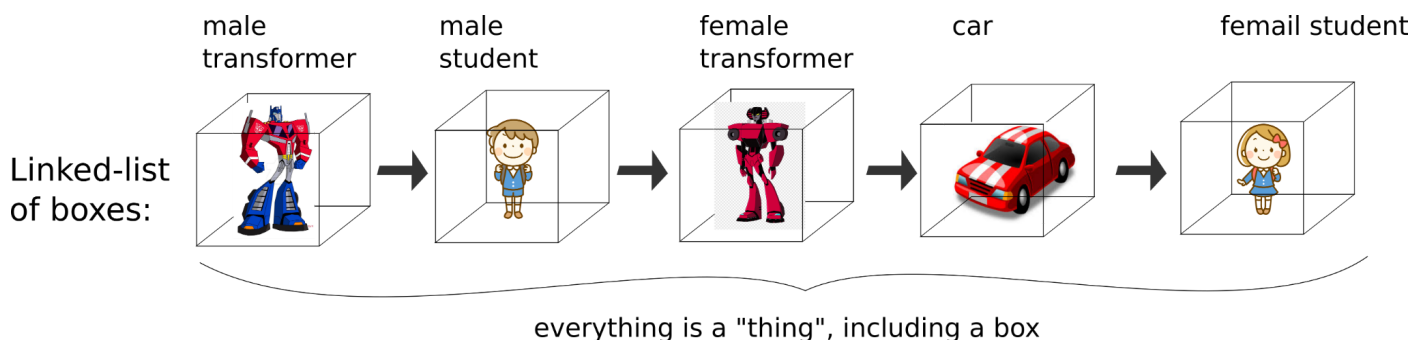 male
transformer
male
student
female
transformer
car
femail student
Linked-list
of boxes:
everything is a "thing", including a box